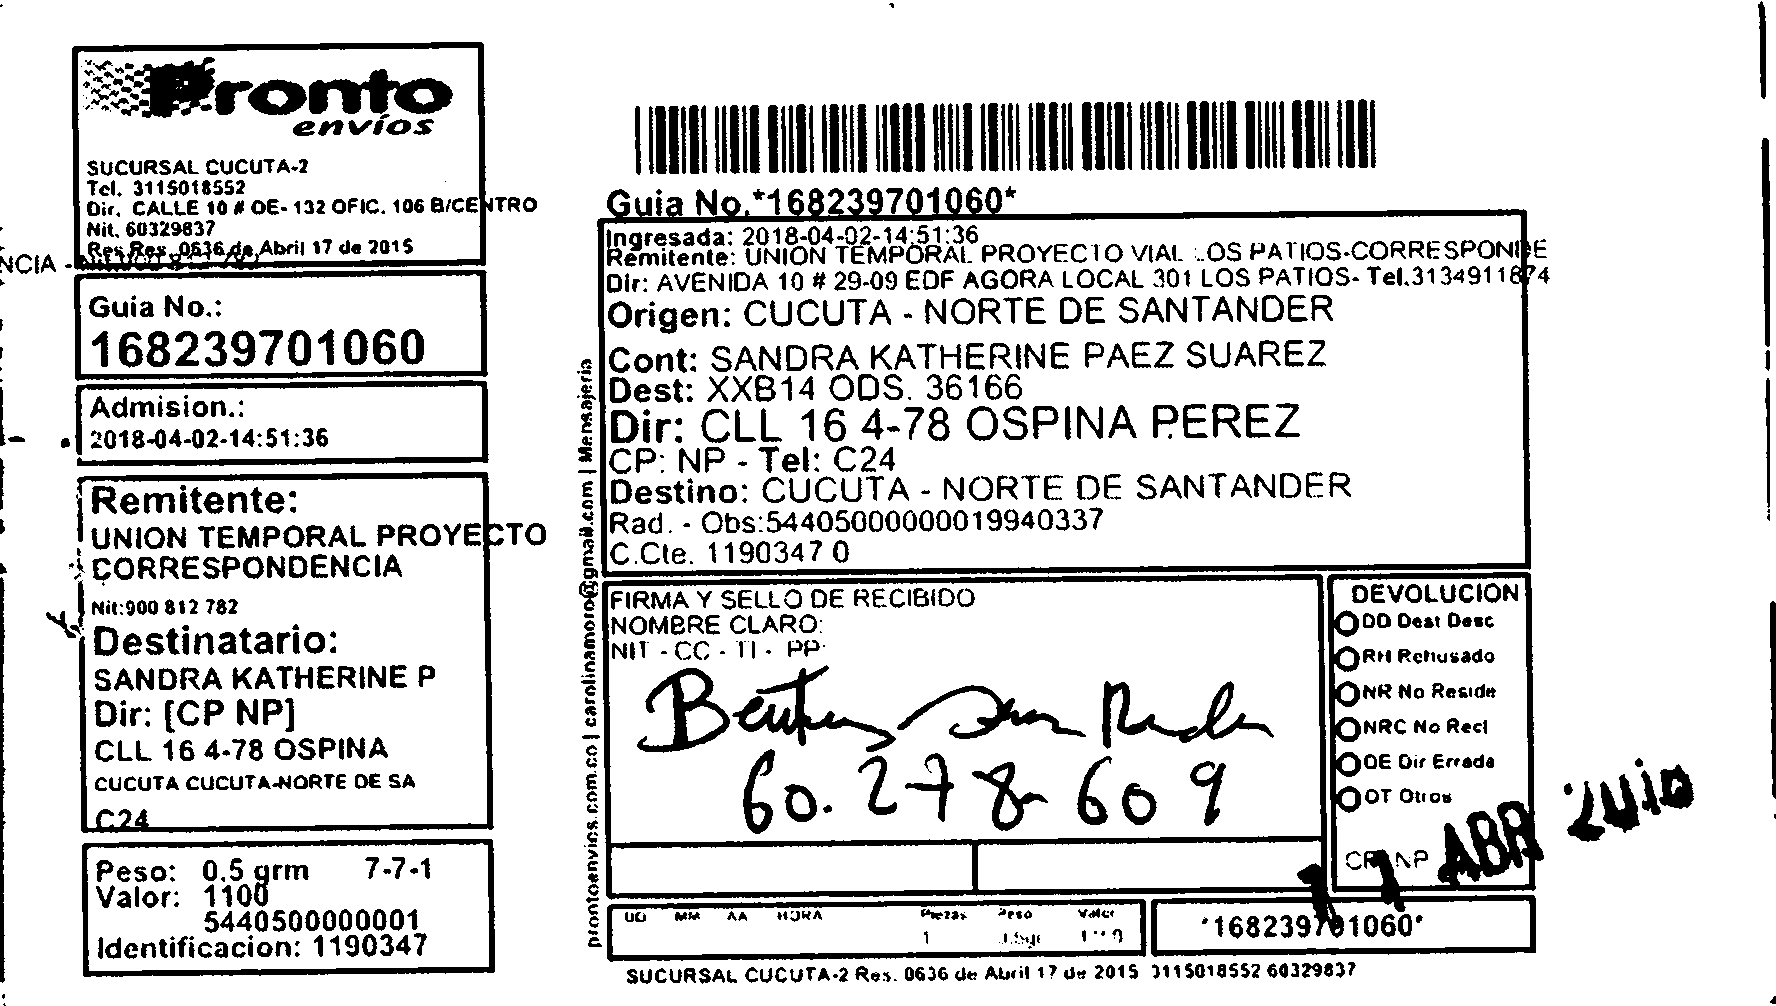 Pronto
envíos
SUCURSAL CUCUTA-2
Tel. 3115018552
Dir. CALLE 10 # OE- 132 OFIC. 106 B/CENTRO
Nit. 60329837
Res.Res. 0636 de Abril 17 de 2015
NCIA -
Guia No.:
168239701060
Admision.:
2018-04-02-14:51:36
Remitente:
UNION TEMPORAL PROYECTO
CORRESPONDENCIA
Nit:900 812 782
Destinatario:
SANDRA KATHERINE P
Dir: [CP NP]
CLL 16 4-78 OSPINA
CUCUTA CUCUTA-NORTE DE SA
C24
Peso: 0.5 grm 7-7-1
Valor: 1100
5440500000001
Identificacion: 1190347
prontoenvios.com.co | carolinamoro@gmail.com | Mensajeria
Guia No.*168239701060*
Ingresada: 2018-04-02-14:51:36
Remitente: UNION TEMPORAL PROYECTO VIAL LOS PATIOS-CORRESPONDE
Dir: AVENIDA 10 # 29-09 EDF AGORA LOCAL 301 LOS PATIOS- Tel.3134911874
Origen: CUCUTA - NORTE DE SANTANDER
Cont: SANDRA KATHERINE PAEZ SUAREZ
Dest: XXB14 ODS. 36166
Dir: CLL 16 4-78 OSPINA PEREZ
CP: NP - Tel: C24
Destino: CUCUTA - NORTE DE SANTANDER
Rad. - Obs:54405000000019940337
C.Cte. 1190347 0
FIRMA Y SELLO DE RECIBIDO
NOMBRE CLARO:
NIT - CC - TI - PP:
60.278 609
DEVOLUCION
DD Dest Desc
RH Rehusado
NR No Reside
NRC No Recl
DE Dir Errada
OT Otros
CP NP
ABR
DD MM AA HORA Piezas Peso Valor
1
*168239701060*
SUCURSAL CUCUTA-2 Res. 0636 de Abril 17 de 2015 3115018552 60329837